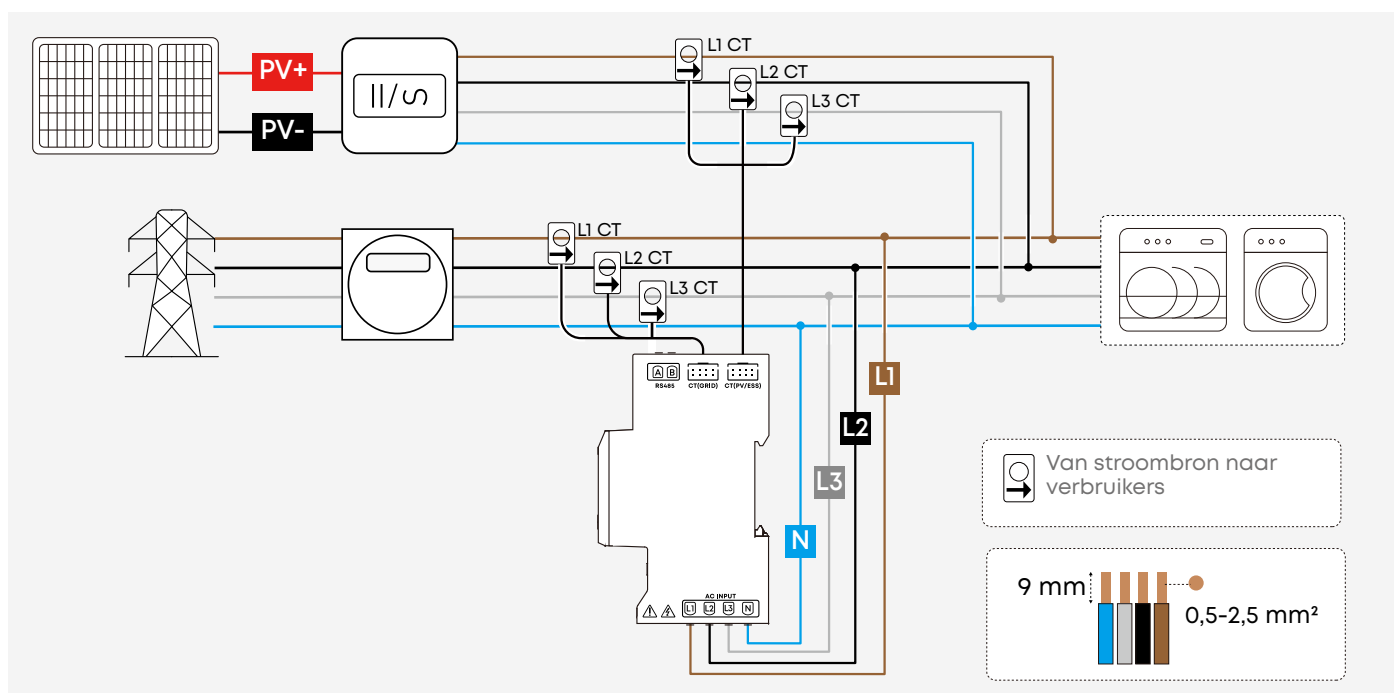 PV+
PV-
L1 CT
L2 CT
L3 CT
L1 CT
L2 CT
L3 CT
A B
RS485
CT(GRID)
CT(PV/ESS)
L1
L2
L3
N
AC INPUT
L1 L2 L3 N
Van stroombron naar
verbruikers
9 mm
0,5-2,5 mm²